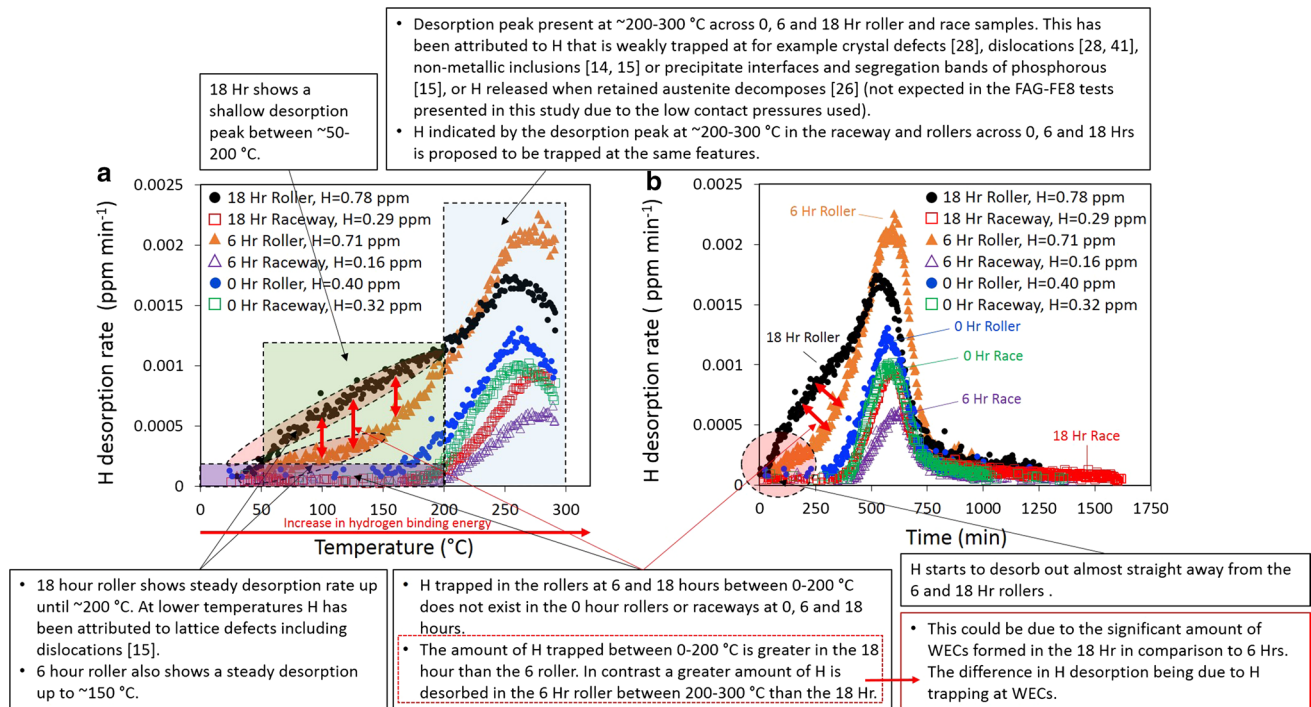 • Desorption peak present at ~200-300 °C across 0, 6 and 18 Hr roller and race samples. This has
been attributed to H that is weakly trapped at for example crystal defects [28], dislocations [28, 41],
non-metallic inclusions [14, 15] or precipitate interfaces and segregation bands of phosphorous
[15], or H released when retained austenite decomposes [26] (not expected in the FAG-FE8 tests
presented in this study due to the low contact pressures used).
• H indicated by the desorption peak at ~200-300 °C in the raceway and rollers across 0, 6 and 18 Hrs
is proposed to be trapped at the same features.
18 Hr shows a
shallow desorption
peak between ~50-
200 °C.
a
H desorption rate (ppm min⁻¹)
0.0025
0.002
0.0015
0.001
0.0005
0
18 Hr Roller, H=0.78 ppm
18 Hr Raceway, H=0.29 ppm
6 Hr Roller, H=0.71 ppm
6 Hr Raceway, H=0.16 ppm
0 Hr Roller, H=0.40 ppm
0 Hr Raceway, H=0.32 ppm
0 50 100 150 200 250 300
Increase in hydrogen binding energy
Temperature (°C)
b
H desorption rate ( ppm min⁻¹)
0.0025
0.002
0.0015
0.001
0.0005
0
18 Hr Roller, H=0.78 ppm
18 Hr Raceway, H=0.29 ppm
6 Hr Roller, H=0.71 ppm
6 Hr Raceway, H=0.16 ppm
0 Hr Roller, H=0.40 ppm
0 Hr Raceway, H=0.32 ppm
6 Hr Roller
18 Hr Roller
0 Hr Roller
0 Hr Race
6 Hr Race
18 Hr Race
0 250 500 750 1000 1250 1500 1750
Time (min)
• 18 hour roller shows steady desorption rate up
until ~200 °C. At lower temperatures H has
been attributed to lattice defects including
dislocations [15].
• 6 hour roller also shows a steady desorption
up to ~150 °C.
• H trapped in the rollers at 6 and 18 hours between 0-200 °C
does not exist in the 0 hour rollers or raceways at 0, 6 and 18
hours.
• The amount of H trapped between 0-200 °C is greater in the 18
hour than the 6 roller. In contrast a greater amount of H is
desorbed in the 6 Hr roller between 200-300 °C than the 18 Hr.
H starts to desorb out almost straight away from the
6 and 18 Hr rollers .
• This could be due to the significant amount of
WECs formed in the 18 Hr in comparison to 6 Hrs.
The difference in H desorption being due to H
trapping at WECs.